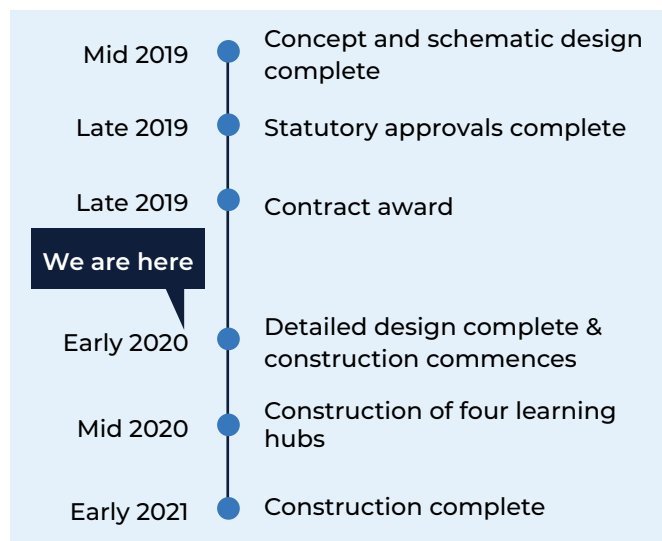 Mid 2019
Concept and schematic design
complete
Late 2019
Statutory approvals complete
Late 2019
Contract award
We are here
Early 2020
Detailed design complete &
construction commences
Mid 2020
Construction of four learning
hubs
Early 2021
Construction complete